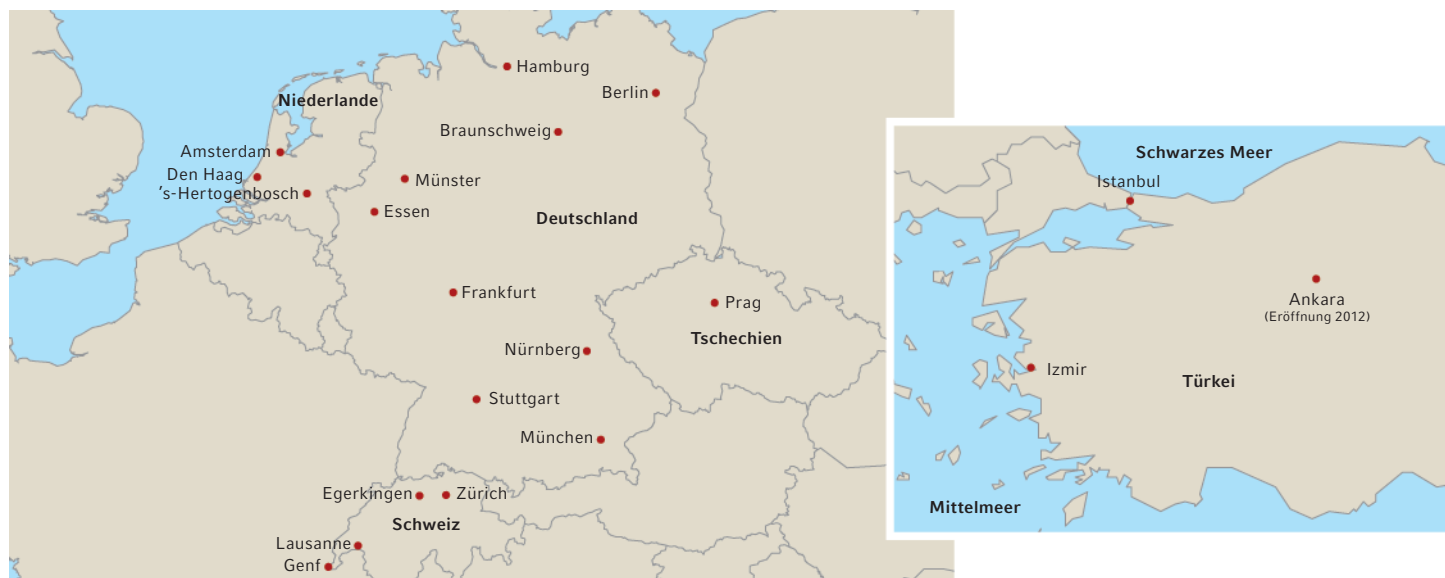 Hamburg
Berlin
Niederlande
Braunschweig
Amsterdam
Den Haag
's-Hertogenbosch
Münster
Essen
Deutschland
Frankfurt
Prag
Tschechien
Nürnberg
Stuttgart
München
Egerkingen
Zürich
Schweiz
Lausanne
Genf
Schwarzes Meer
Istanbul
Ankara
(Eröffnung 2012)
Izmir
Türkei
Mittelmeer